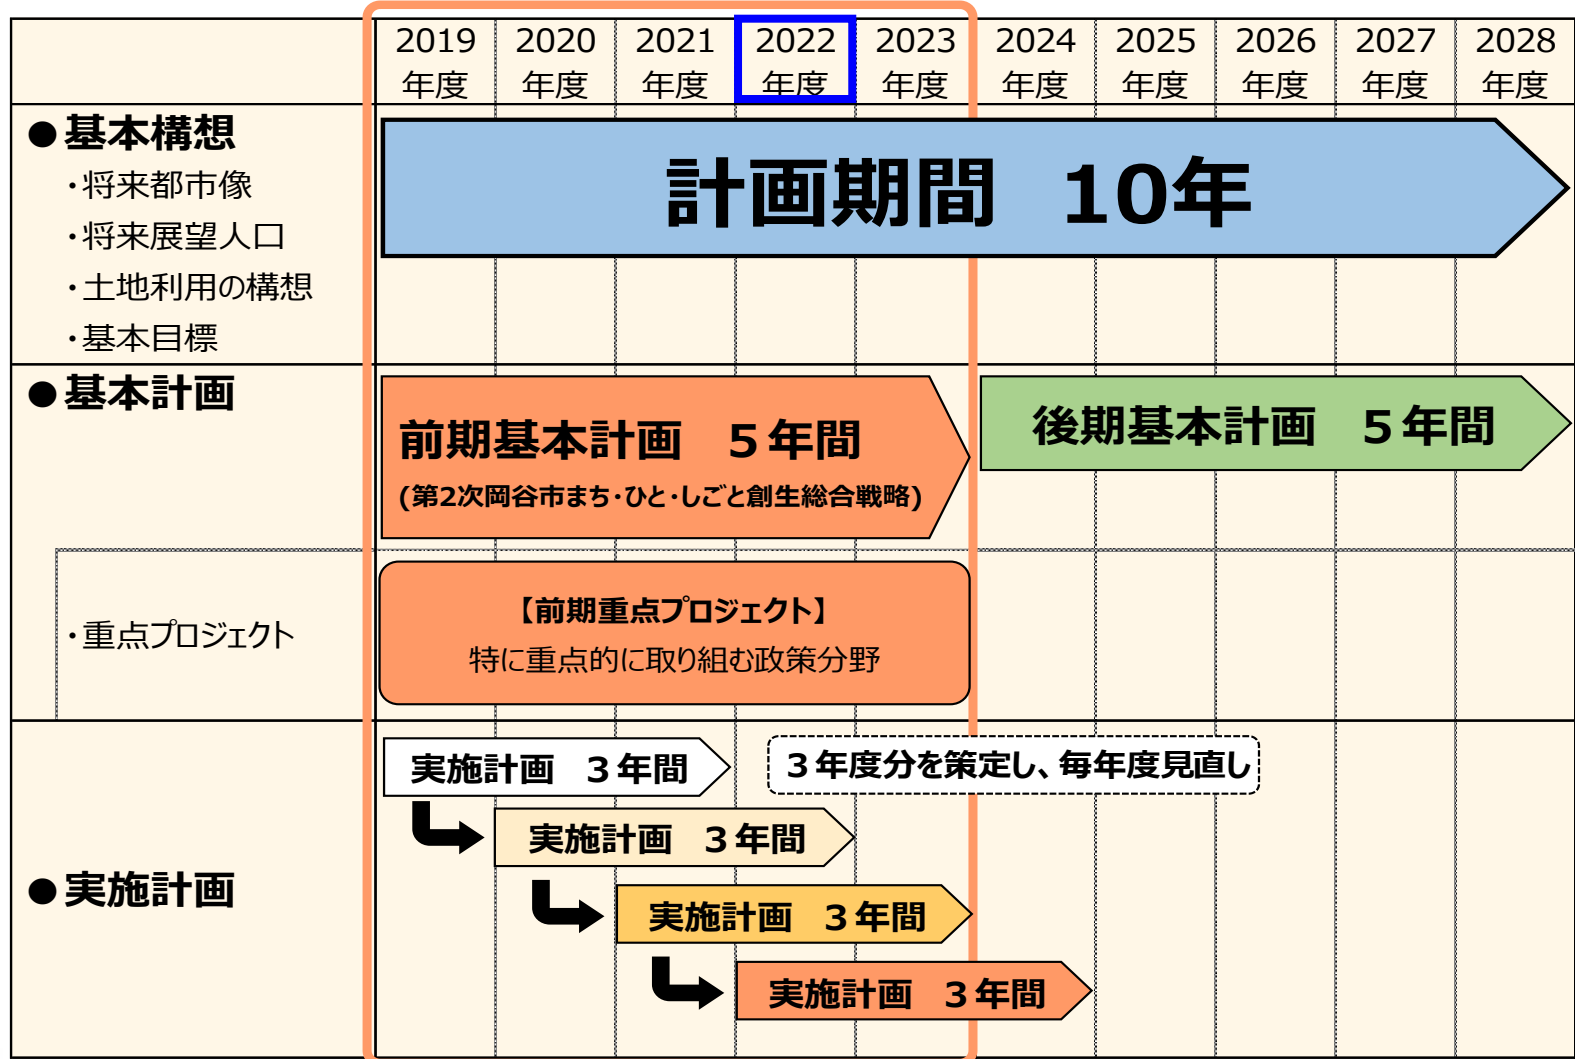 2019 2020 2021 2022 2023 2024 2025 2026 2027 2028
年度 年度 年度 年度 年度 年度 年度 年度 年度 年度
●基本構想
・将来都市像
・将来展望人口
・土地利用の構想
・基本目標
計画期間　10年
●基本計画
前期基本計画　５年間
(第2次岡谷市まち・ひと・しごと創生総合戦略)
後期基本計画　５年間
・重点プロジェクト
【前期重点プロジェクト】
特に重点的に取り組む政策分野
●実施計画
実施計画　３年間
３年度分を策定し、毎年度見直し
実施計画　３年間
実施計画　３年間
実施計画　３年間